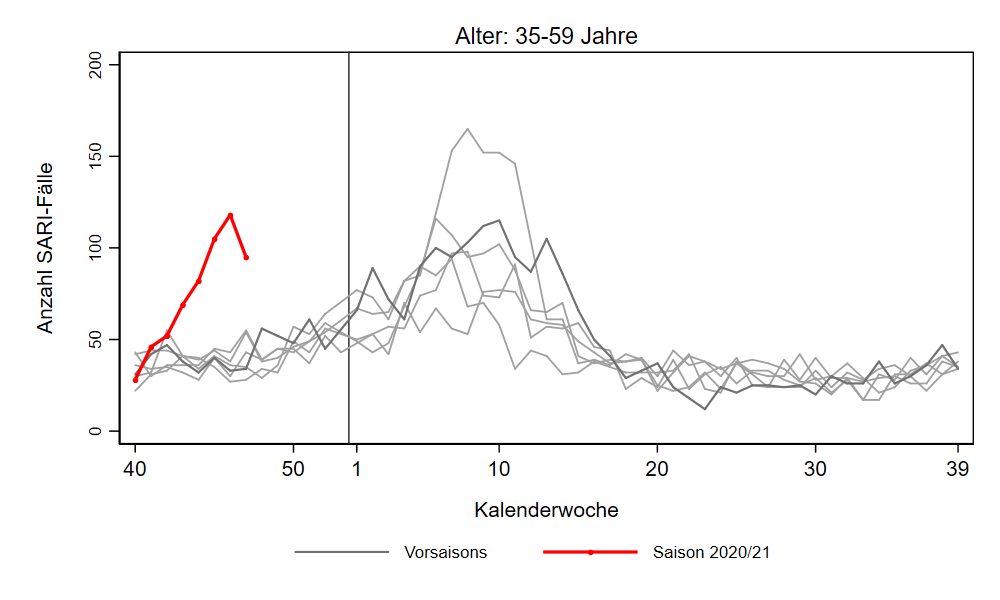 Alter: 35-59 Jahre
Anzahl SARI-Fälle
200
150
100
50
0
40 50 1 10 20 30 39
Kalenderwoche
Vorsaisons Saison 2020/21